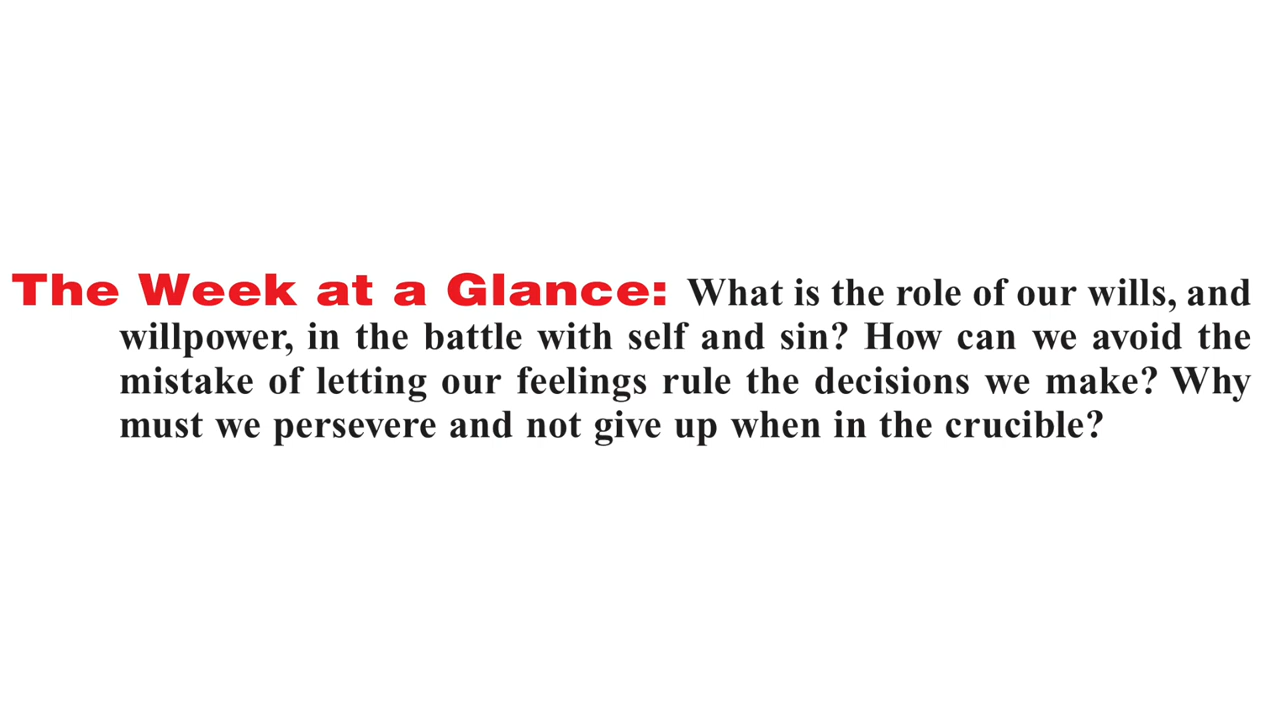 The Week at a Glance: What is the role of our wills, and
willpower, in the battle with self and sin? How can we avoid the
mistake of letting our feelings rule the decisions we make? Why
must we persevere and not give up when in the crucible?